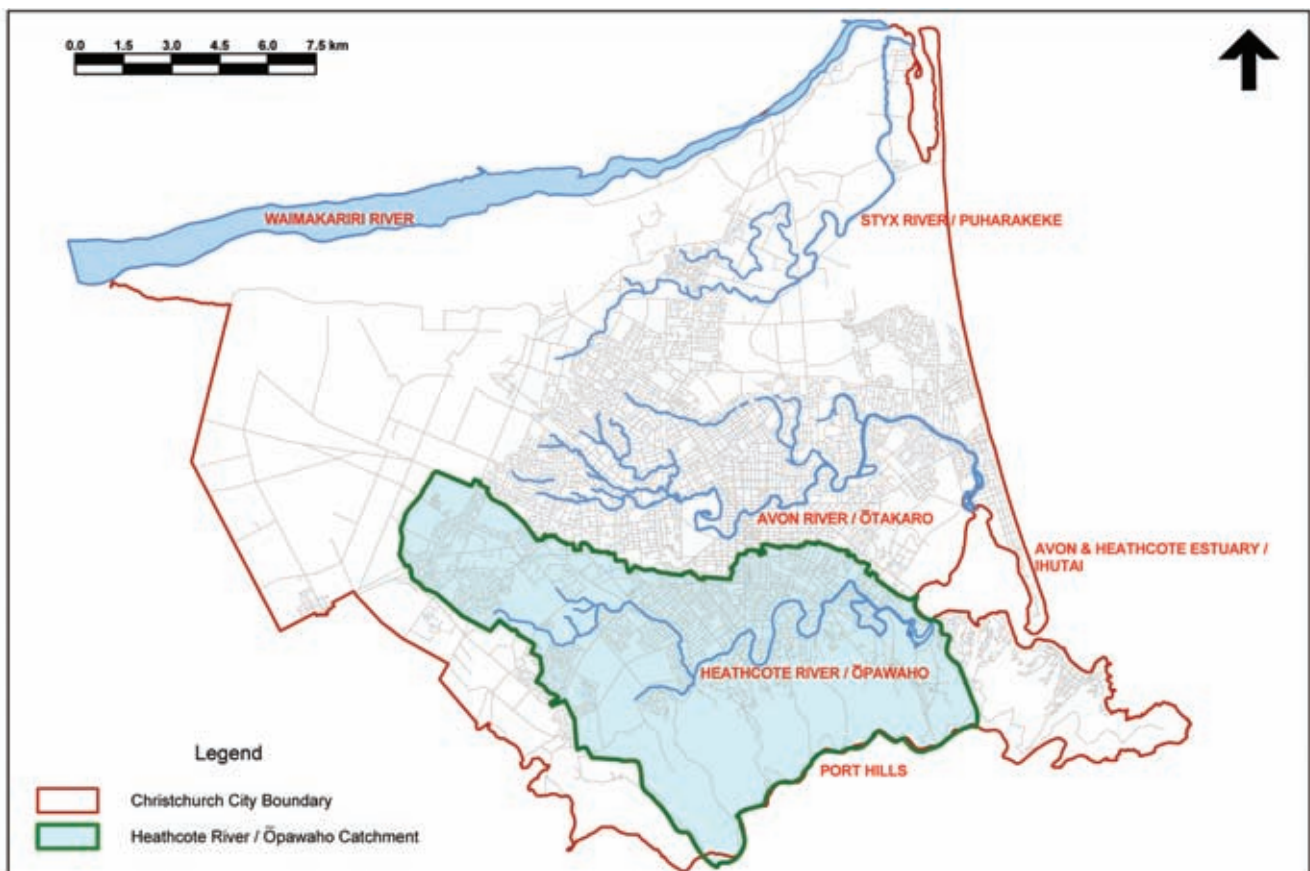 0.0 1.5 3.0 4.5 6.0 7.5 km
WAIMAKARIRI RIVER
STYX RIVER / PUHARAKEKE
AVON RIVER / ŌTAKARO
AVON & HEATHCOTE ESTUARY /
IHUTAI
HEATHCOTE RIVER / ŌPAWAHO
PORT HILLS
Legend
Christchurch City Boundary
Heathcote River / Ōpawaho Catchment